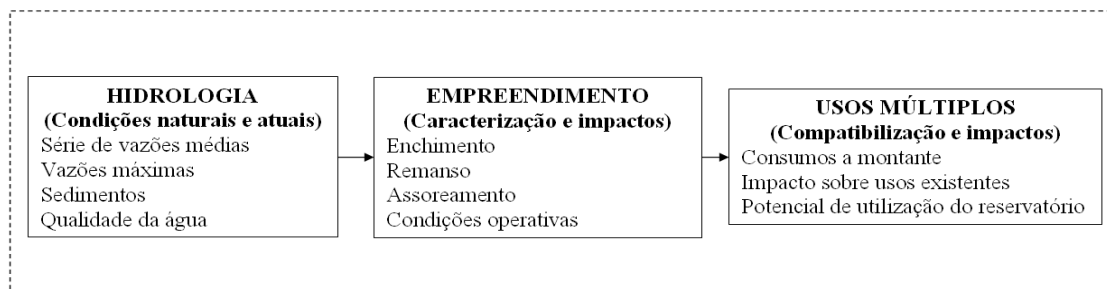 HIDROLOGIA
(Condições naturais e atuais)
Série de vazões médias
Vazões máximas
Sedimentos
Qualidade da água
EMPREENDIMENTO
(Caracterização e impactos)
Enchimento
Remanso
Assoreamento
Condições operativas
USOS MÚLTIPLOS
(Compatibilização e impactos)
Consumos a montante
Impacto sobre usos existentes
Potencial de utilização do reservatório